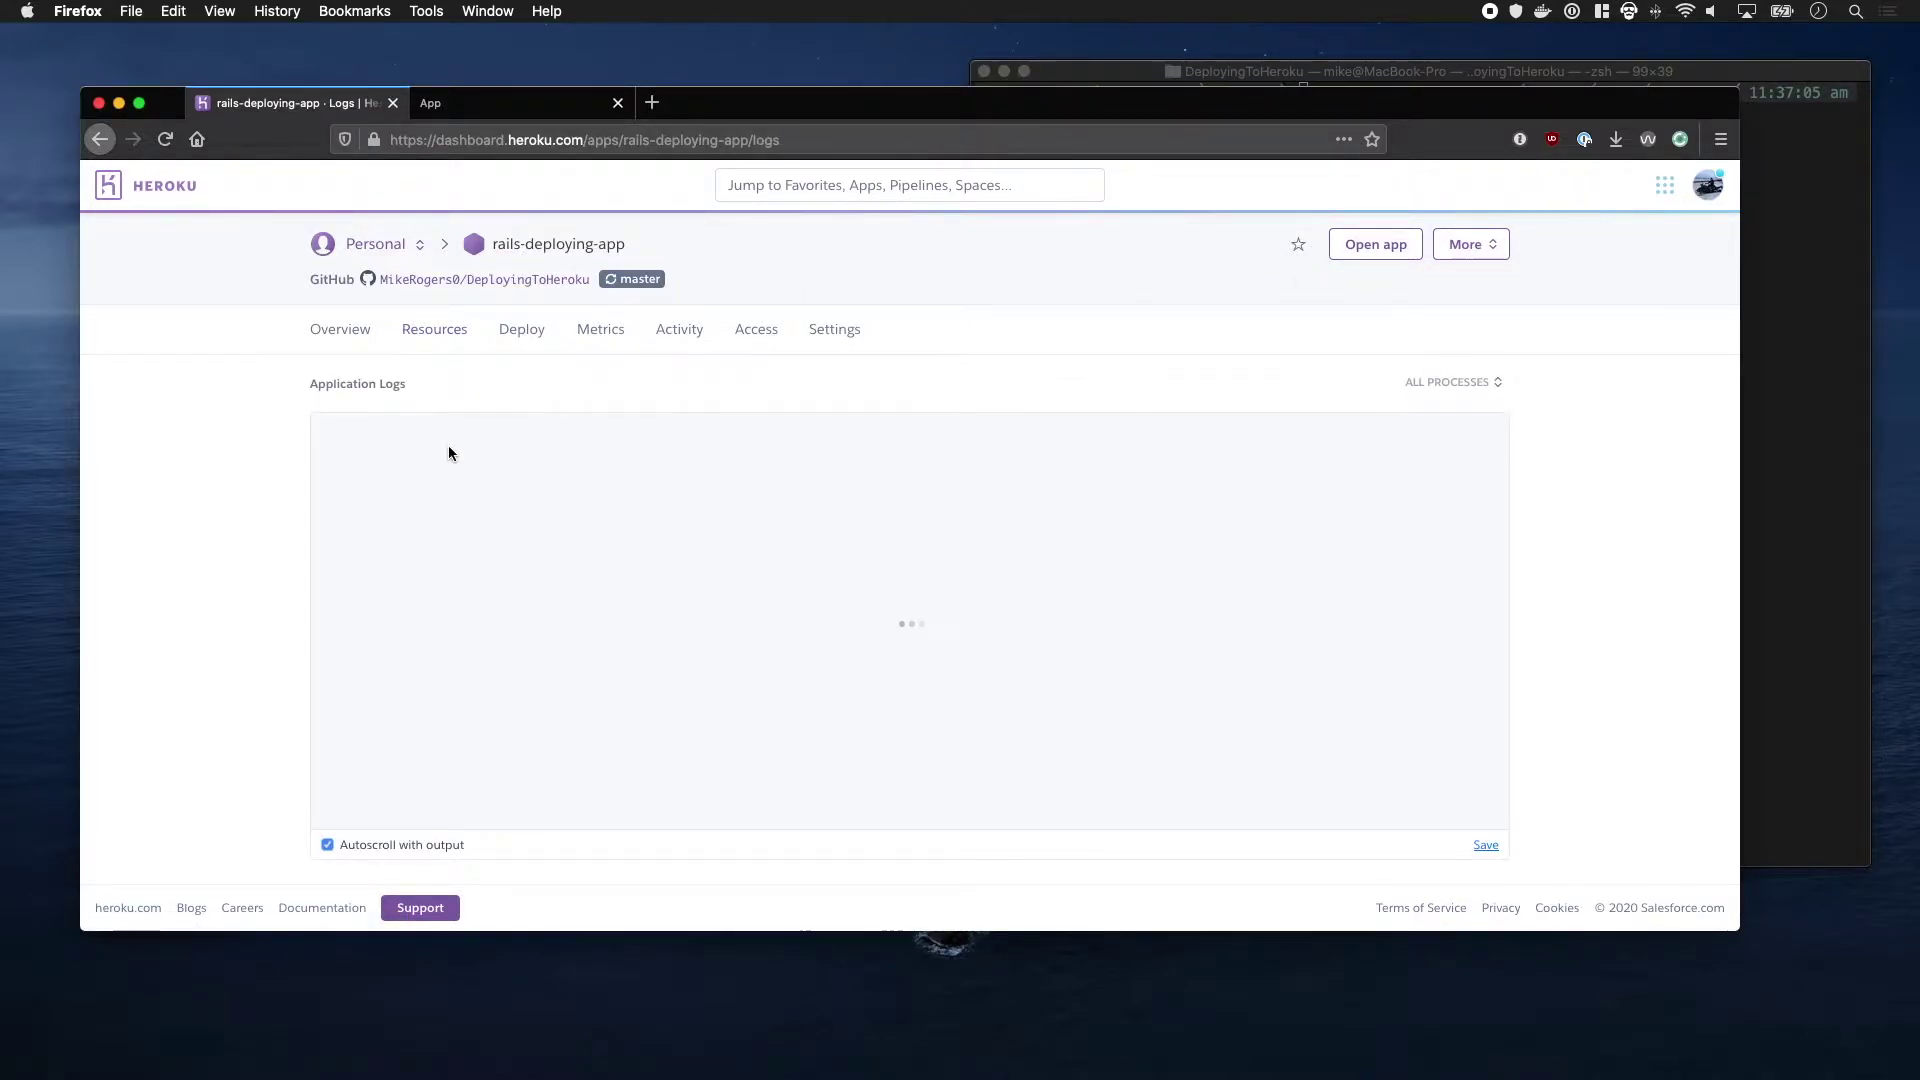 Firefox File Edit View History Bookmarks Tools Window Help
DeployingToHeroku — mike@MacBook-Pro — ..oyingToHeroku — -zsh — 99×39
11:37:05 am
rails-deploying-app · Logs | He
App
https://dashboard.heroku.com/apps/rails-deploying-app/logs
HEROKU
Jump to Favorites, Apps, Pipelines, Spaces...
Personal > rails-deploying-app
Open app
More
GitHub MikeRogers0/DeployingToHeroku master
Overview Resources Deploy Metrics Activity Access Settings
Application Logs
ALL PROCESSES
Autoscroll with output
Save
heroku.com Blogs Careers Documentation Support
Terms of Service Privacy Cookies © 2020 Salesforce.com